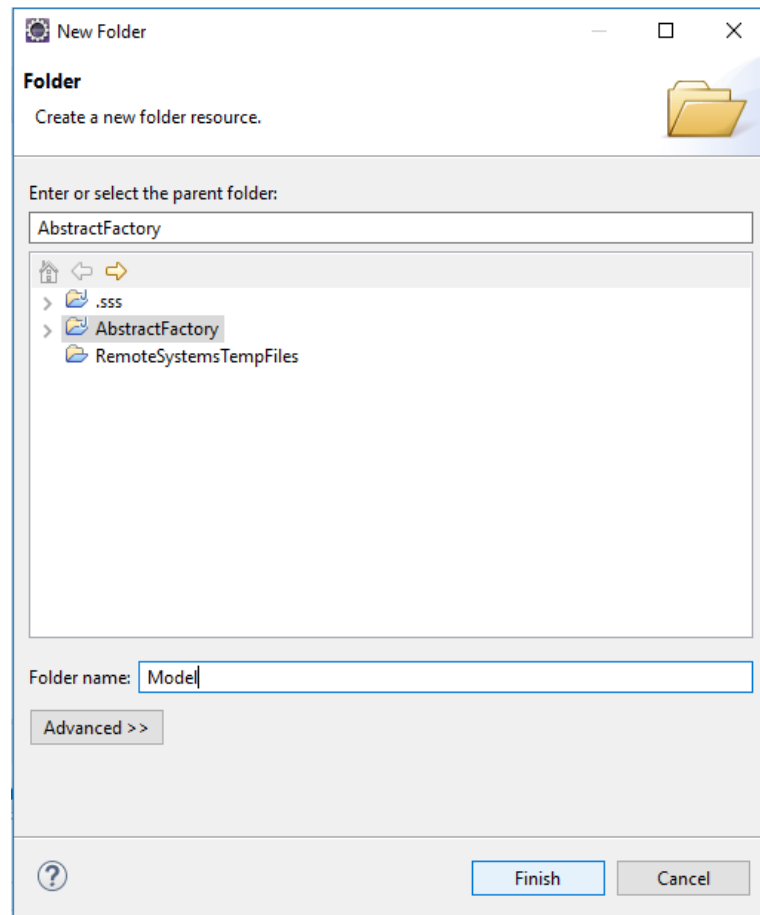 New Folder
Folder
Create a new folder resource.
Enter or select the parent folder:
AbstractFactory
.sss
AbstractFactory
RemoteSystemsTempFiles
Folder name: Model
Advanced >>
? Finish Cancel